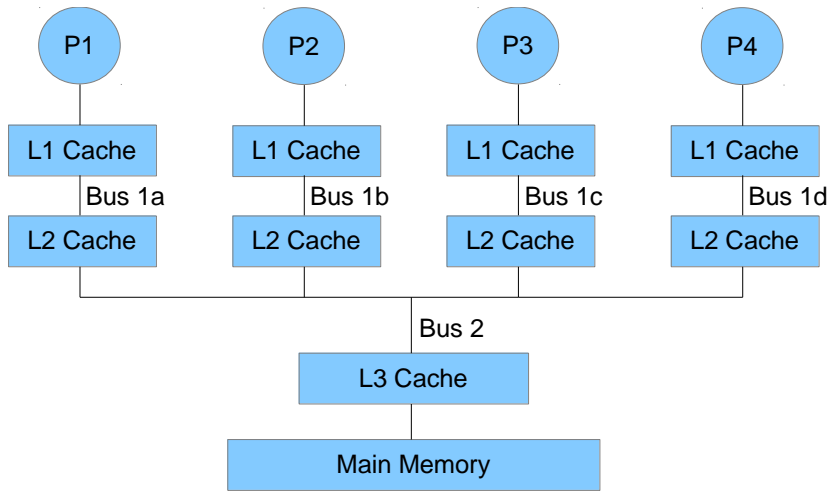 P1 P2 P3 P4
L1 Cache L1 Cache L1 Cache L1 Cache
Bus 1a Bus 1b Bus 1c Bus 1d
L2 Cache L2 Cache L2 Cache L2 Cache
Bus 2
L3 Cache
Main Memory